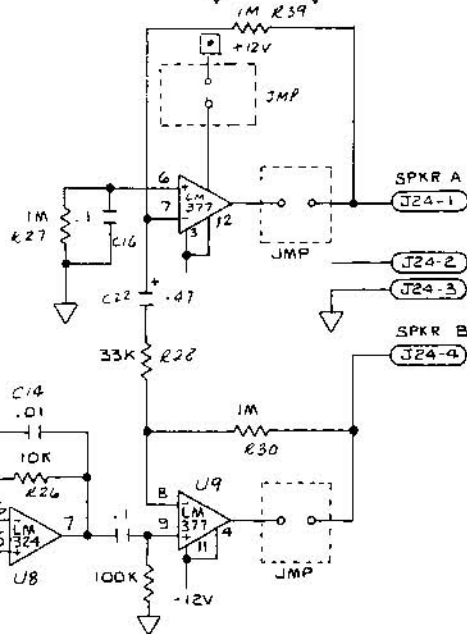 1M R39
+12V
JMP
6
7
+
-
LM
377
3
12
1M
R27
.1
C16
JMP
SPKR A
J24-1
J24-2
J24-3
SPKR B
J24-4
C22
+
.47
33K R28
1M
R30
C14
.01
10K
R26
LM
324
7
U8
.1
100K
8
9
-
+
LM
377
U9
11
4
-12V
JMP